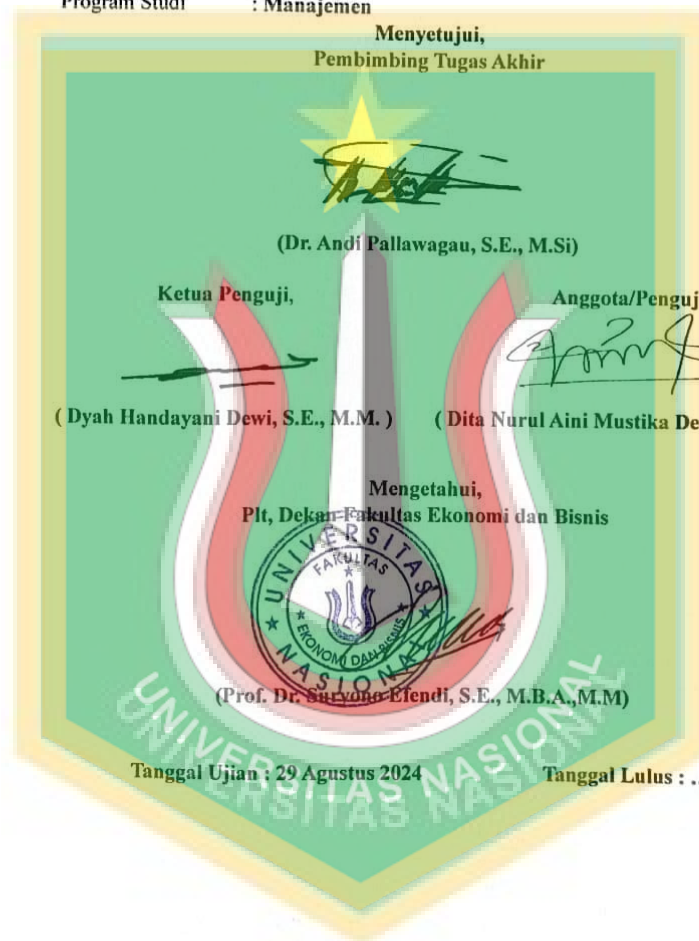 Program Studi : Manajemen
Menyetujui,
Pembimbing Tugas Akhir
(Dr. Andi Pallawagau, S.E., M.Si)
Ketua Penguji, Anggota/Penguj
( Dyah Handayani Dewi, S.E., M.M. ) ( Dita Nurul Aini Mustika De
Mengetahui,
Plt, Dekan Fakultas Ekonomi dan Bisnis
UNIVERSITAS
FAKULTAS
EKONOMI DAN BISNIS
NASIONAL
(Prof. Dr. Suryono Efendi, S.E., M.B.A.,M.M)
Tanggal Ujian : 29 Agustus 2024 Tanggal Lulus : ..
UNIVERSITAS NASIONAL